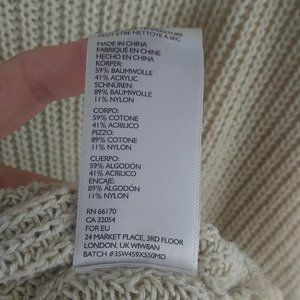 TEMPERATURE
PEUT ÊTRE NETTOYÉ À SEC
MADE IN CHINA
FABRIQUÉ EN CHINE
HECHO EN CHINA
KORPER:
59% BAUMWOLLE
41% ACRYLIC
SCHNÜREN:
89% BAUMWOLLE
11% NYLON
CORPO:
59% COTONE
41% ACRILICO
PIZZO:
89% COTONE
11% NYLON
CUERPO:
59% ALGODÓN
41% ACRILICO
ENCAJE:
89% ALGODÓN
11% NYLON
RN 66170
CA 32054
FOR EU
24 MARKET PLACE, 3RD FLOOR
LONDON, UK W1W8AN
BATCH #35W459X550MD